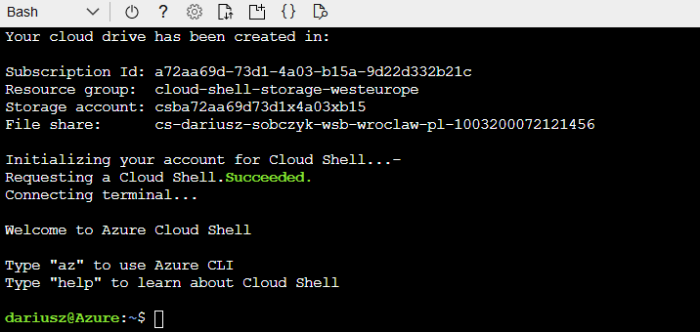 Bash
?
{}
Your cloud drive has been created in:
Subscription Id: a72aa69d-73d1-4a03-b15a-9d22d332b21c
Resource group:  cloud-shell-storage-westeurope
Storage account: csba72aa69d73d1x4a03xb15
File share:      cs-dariusz-sobczyk-wsb-wroclaw-pl-1003200072121456
Initializing your account for Cloud Shell...-
Requesting a Cloud Shell.Succeeded.
Connecting terminal...
Welcome to Azure Cloud Shell
Type "az" to use Azure CLI
Type "help" to learn about Cloud Shell
dariusz@Azure:~$